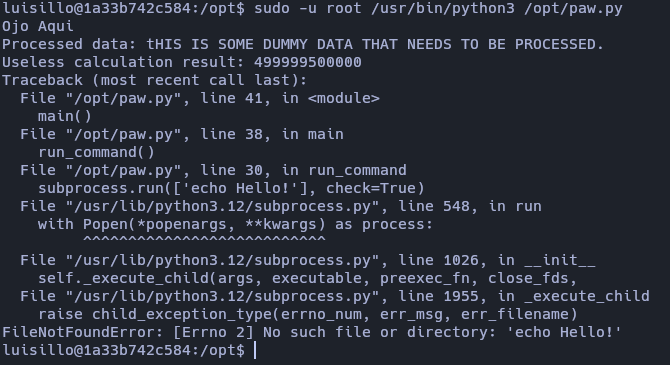 luisillo@1a33b742c584:/opt$ sudo -u root /usr/bin/python3 /opt/paw.py
Ojo Aqui
Processed data: tHIS IS SOME DUMMY DATA THAT NEEDS TO BE PROCESSED.
Useless calculation result: 499999500000
Traceback (most recent call last):
  File "/opt/paw.py", line 41, in <module>
    main()
  File "/opt/paw.py", line 38, in main
    run_command()
  File "/opt/paw.py", line 30, in run_command
    subprocess.run(['echo Hello!'], check=True)
  File "/usr/lib/python3.12/subprocess.py", line 548, in run
    with Popen(*popenargs, **kwargs) as process:
         ^^^^^^^^^^^^^^^^^^^^^^^^^^^
  File "/usr/lib/python3.12/subprocess.py", line 1026, in __init__
    self._execute_child(args, executable, preexec_fn, close_fds,
  File "/usr/lib/python3.12/subprocess.py", line 1955, in _execute_child
    raise child_exception_type(errno_num, err_msg, err_filename)
FileNotFoundError: [Errno 2] No such file or directory: 'echo Hello!'
luisillo@1a33b742c584:/opt$